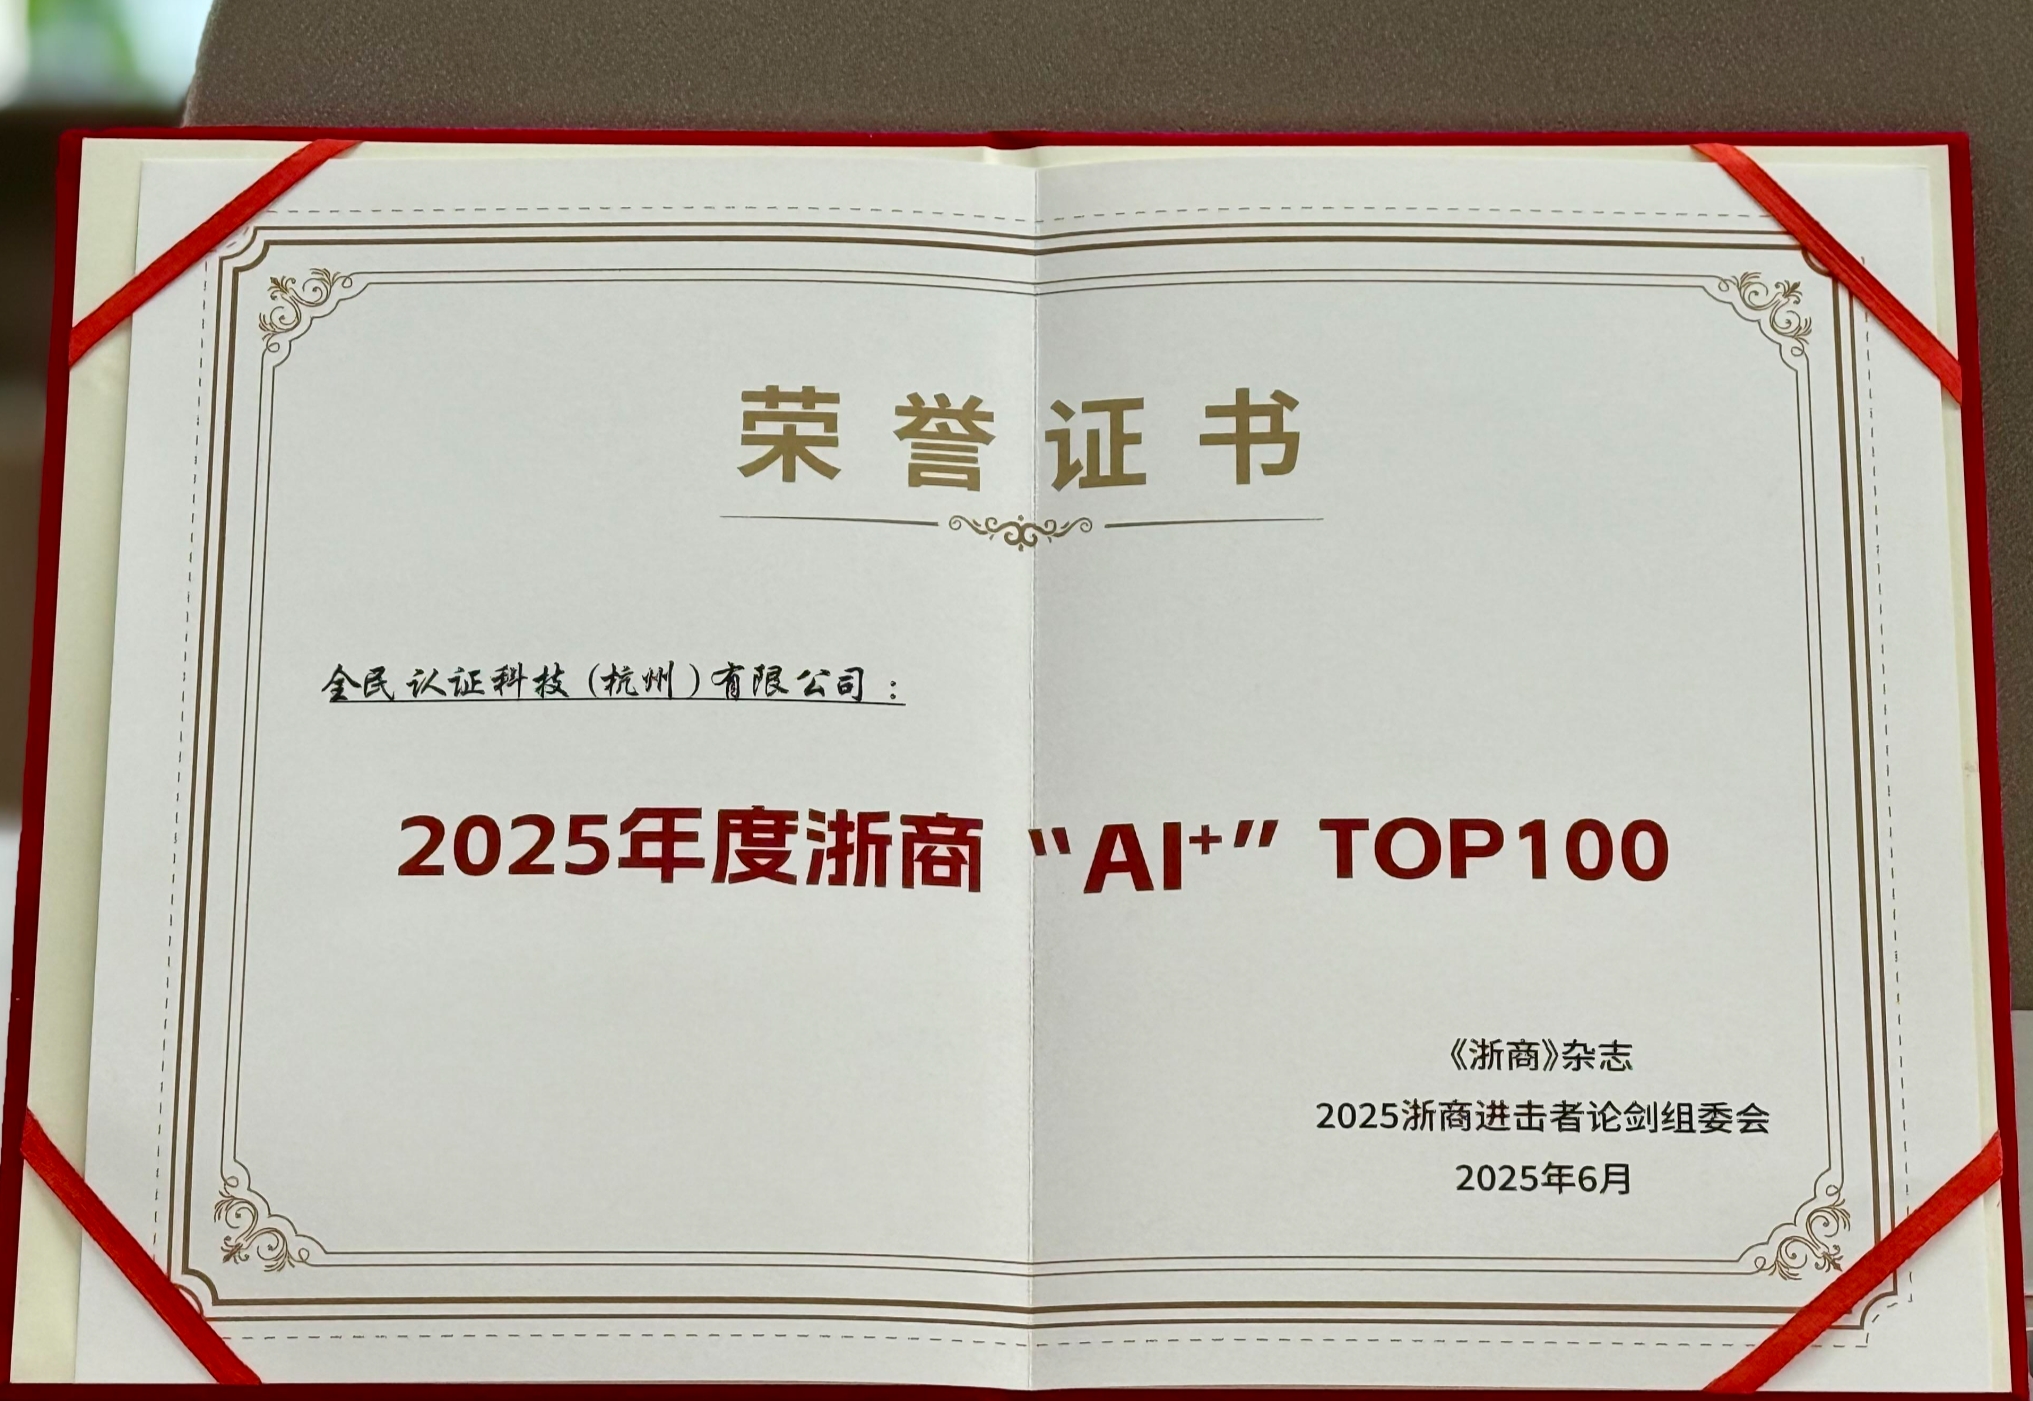 荣誉证书
全民认证科技(杭州)有限公司:
2025年度浙商“AI+”TOP100
《浙商》杂志
2025浙商进击者论剑组委会
2025年6月